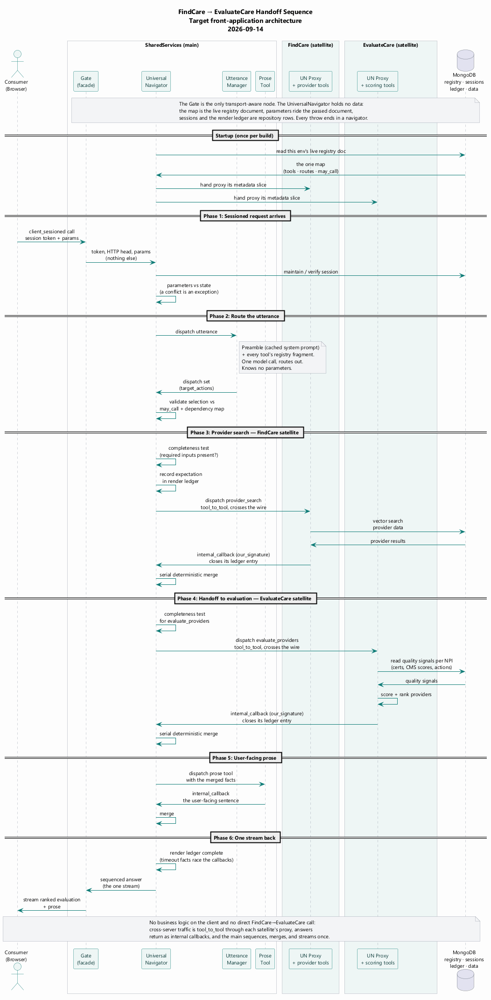 FindCare → EvaluateCare Handoff Sequence
Target front-application architecture
2026-09-14
SharedServices (main)
FindCare (satellite)
EvaluateCare (satellite)
Consumer
(Browser)
Gate
(facade)
Universal
Navigator
Utterance
Manager
Prose
Tool
UN Proxy
+ provider tools
UN Proxy
+ scoring tools
MongoDB
registry · sessions
ledger · data
The Gate is the only transport-aware node. The UniversalNavigator holds no data:
the map is the live registry document, parameters ride the passed document,
sessions and the render ledger are repository rows. Every throw ends in a navigator.
Startup (once per build)
read this env's live registry doc
the one map
(tools · routes · may_call)
hand proxy its metadata slice
hand proxy its metadata slice
Phase 1: Sessioned request arrives
client_sessioned call
session token + params
token, HTTP head, params
(nothing else)
maintain / verify session
parameters vs state
(a conflict is an exception)
Phase 2: Route the utterance
dispatch utterance
Preamble (cached system prompt)
+ every tool's registry fragment.
One model call, routes out.
Knows no parameters.
dispatch set
(target_actions)
validate selection vs
may_call + dependency map
Phase 3: Provider search — FindCare satellite
completeness test
(required inputs present?)
record expectation
in render ledger
dispatch provider_search
tool_to_tool, crosses the wire
vector search
provider data
provider results
internal_callback (our_signature)
closes its ledger entry
serial deterministic merge
Phase 4: Handoff to evaluation — EvaluateCare satellite
completeness test
for evaluate_providers
dispatch evaluate_providers
tool_to_tool, crosses the wire
read quality signals per NPI
(certs, CMS scores, actions)
quality signals
score + rank providers
internal_callback (our_signature)
closes its ledger entry
serial deterministic merge
Phase 5: User-facing prose
dispatch prose tool
with the merged facts
internal_callback
the user-facing sentence
merge
Phase 6: One stream back
render ledger complete
(timeout facts race the callbacks)
sequenced answer
(the one stream)
stream ranked evaluation
+ prose
No business logic on the client and no direct FindCare→EvaluateCare call:
cross-server traffic is tool_to_tool through each satellite's proxy, answers
return as internal callbacks, and the main sequences, merges, and streams once.
Consumer
(Browser)
Gate
(facade)
Universal
Navigator
Utterance
Manager
Prose
Tool
UN Proxy
+ provider tools
UN Proxy
+ scoring tools
MongoDB
registry · sessions
ledger · data